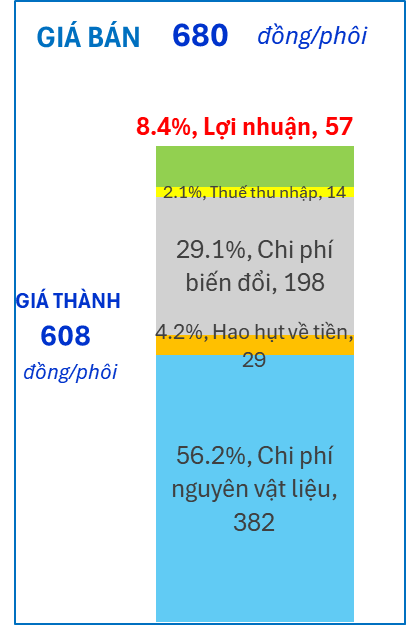 GIÁ BÁN 680 đồng/phôi
8.4%, Lợi nhuận, 57
2.1%, Thuế thu nhập, 14
29.1%, Chi phí
biến đổi, 198
GIÁ THÀNH
608
đồng/phôi
4.2%, Hao hụt về tiền,
29
56.2%, Chi phí
nguyên vật liệu,
382